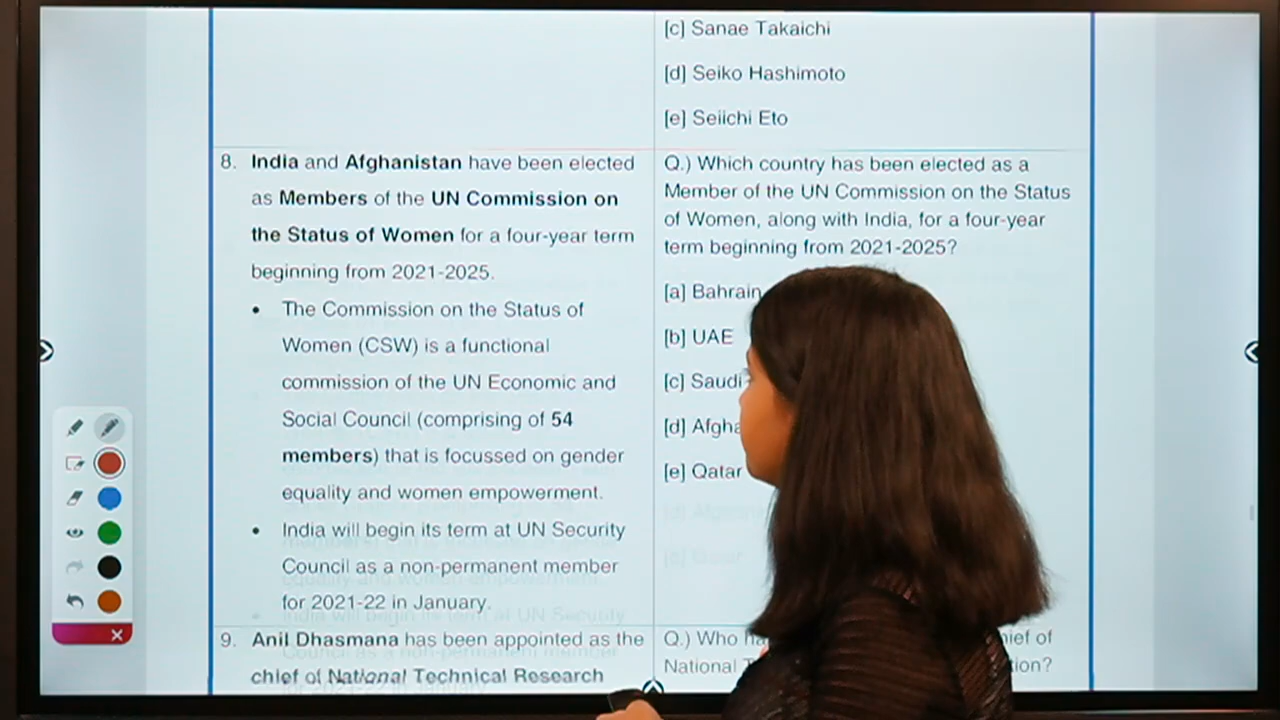 [c] Sanae Takaichi
[d] Seiko Hashimoto
[e] Seiichi Eto
8. India and Afghanistan have been elected
as Members of the UN Commission on
the Status of Women for a four-year term
beginning from 2021-2025.
• The Commission on the Status of
Women (CSW) is a functional
commission of the UN Economic and
Social Council (comprising of 54
members) that is focussed on gender
equality and women empowerment.
• India will begin its term at UN Security
Council as a non-permanent member
for 2021-22 in January.
Q.) Which country has been elected as a
Member of the UN Commission on the Status
of Women, along with India, for a four-year
term beginning from 2021-2025?
[a] Bahrain
[b] UAE
[c] Saudi
[d] Afgha
[e] Qatar
9. Anil Dhasmana has been appointed as the
chief of National Technical Research
Q.) Who ha hief of
National T tion?